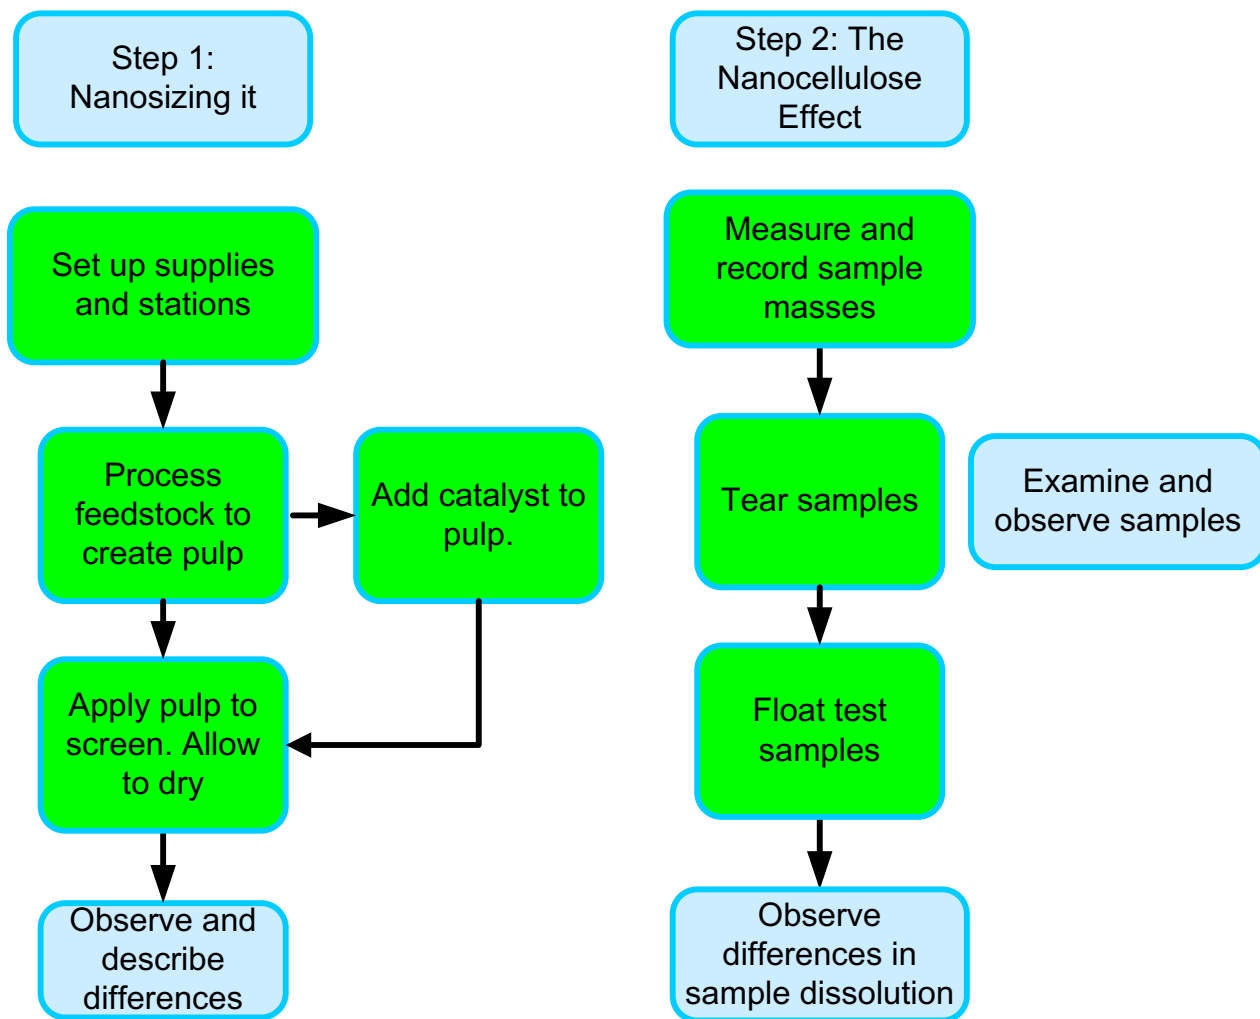 Step 1:
Nanosizing it
Set up supplies
and stations
Process
feedstock to
create pulp
Add catalyst to
pulp.
Apply pulp to
screen. Allow
to dry
Observe and
describe
differences
Step 2: The
Nanocellulose
Effect
Measure and
record sample
masses
Tear samples
Examine and
observe samples
Float test
samples
Observe
differences in
sample dissolution